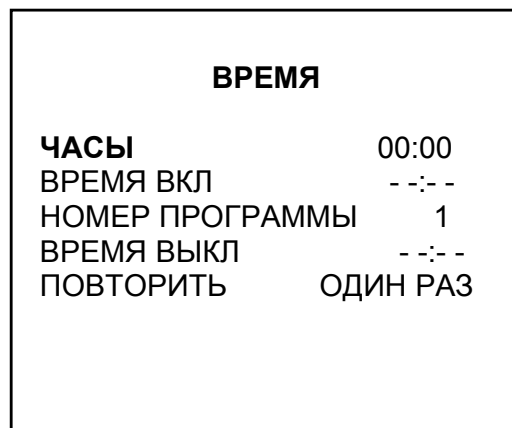 ВРЕМЯ
ЧАСЫ 00:00
ВРЕМЯ ВКЛ - -:- -
НОМЕР ПРОГРАММЫ 1
ВРЕМЯ ВЫКЛ - -:- -
ПОВТОРИТЬ ОДИН РАЗ